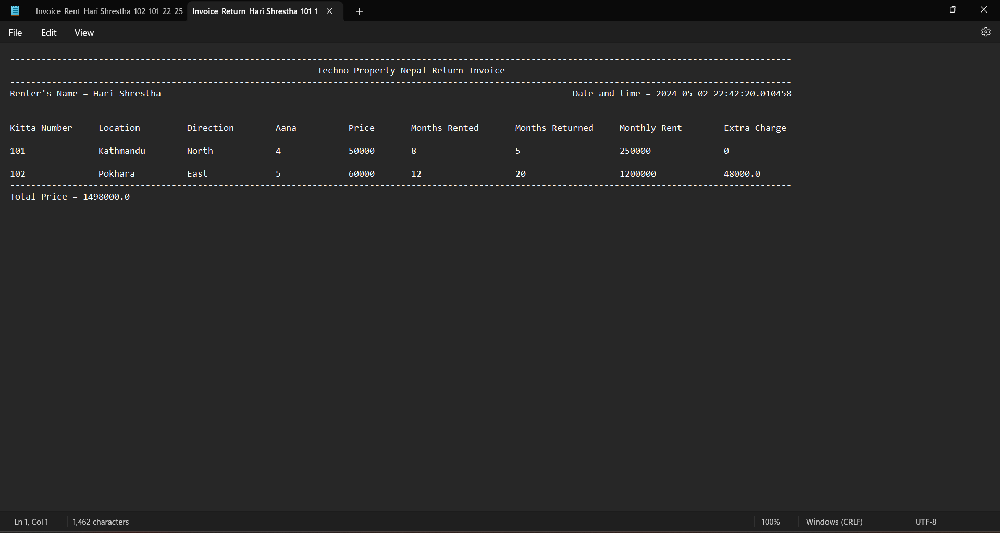 Invoice_Rent_Hari Shrestha_102_101_22_25_ Invoice_Return_Hari Shrestha_101_1
File Edit View
------------------------------------------------------------------------------------------------------------------------------------------------------
Techno Property Nepal Return Invoice
------------------------------------------------------------------------------------------------------------------------------------------------------
Renter's Name = Hari Shrestha Date and time = 2024-05-02 22:42:20.010458
Kitta Number Location Direction Aana Price Months Rented Months Returned Monthly Rent Extra Charge
------------------------------------------------------------------------------------------------------------------------------------------------------
101 Kathmandu North 4 50000 8 5 250000 0
------------------------------------------------------------------------------------------------------------------------------------------------------
102 Pokhara East 5 60000 12 20 1200000 48000.0
------------------------------------------------------------------------------------------------------------------------------------------------------
Total Price = 1498000.0
Ln 1, Col 1 1,462 characters 100% Windows (CRLF) UTF-8